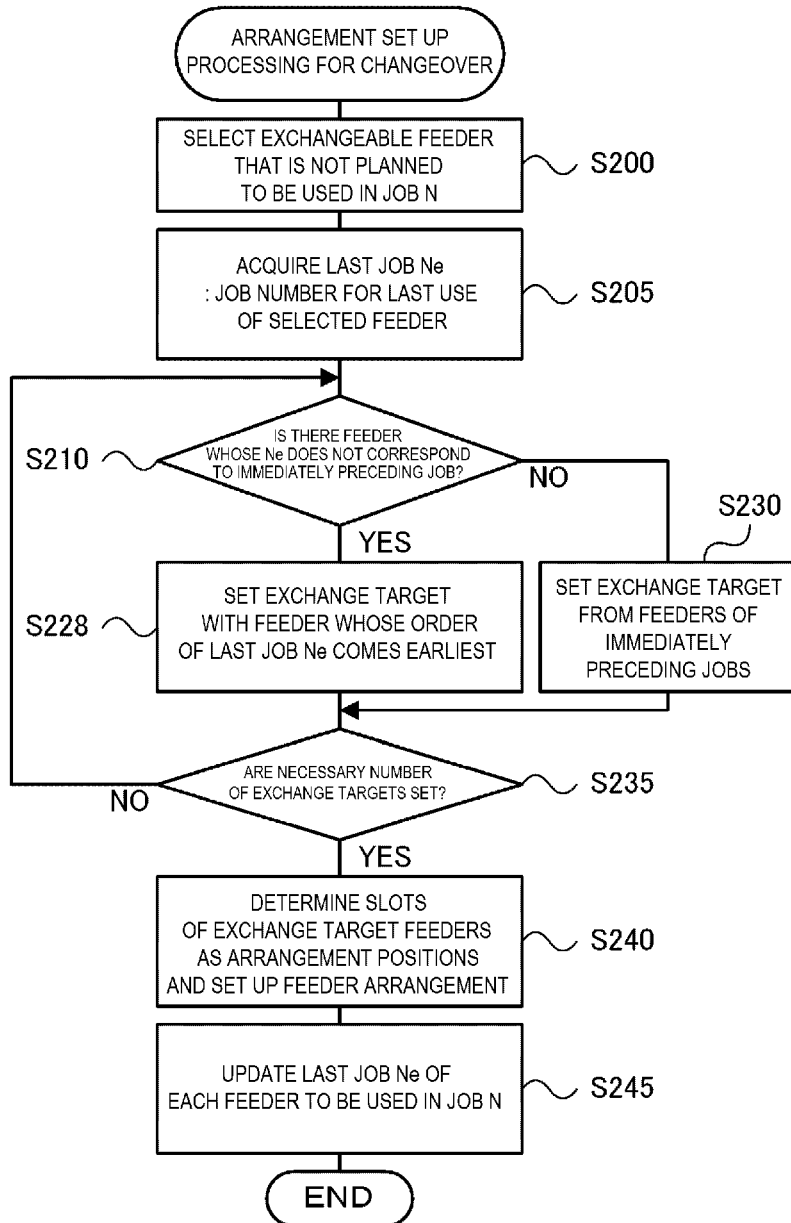 ARRANGEMENT SET UP
PROCESSING FOR CHANGEOVER
SELECT EXCHANGEABLE FEEDER
THAT IS NOT PLANNED
TO BE USED IN JOB N
S200
ACQUIRE LAST JOB Ne
: JOB NUMBER FOR LAST USE
OF SELECTED FEEDER
S205
IS THERE FEEDER
WHOSE Ne DOES NOT CORRESPOND
TO IMMEDIATELY PRECEDING JOB?
S210
NO
YES
S230
SET EXCHANGE TARGET
WITH FEEDER WHOSE ORDER
OF LAST JOB Ne COMES EARLIEST
S228
SET EXCHANGE TARGET
FROM FEEDERS OF
IMMEDIATELY
PRECEDING JOBS
ARE NECESSARY NUMBER
OF EXCHANGE TARGETS SET?
S235
NO
YES
DETERMINE SLOTS
OF EXCHANGE TARGET FEEDERS
AS ARRANGEMENT POSITIONS
AND SET UP FEEDER ARRANGEMENT
S240
UPDATE LAST JOB Ne OF
EACH FEEDER TO BE USED IN JOB N
S245
END